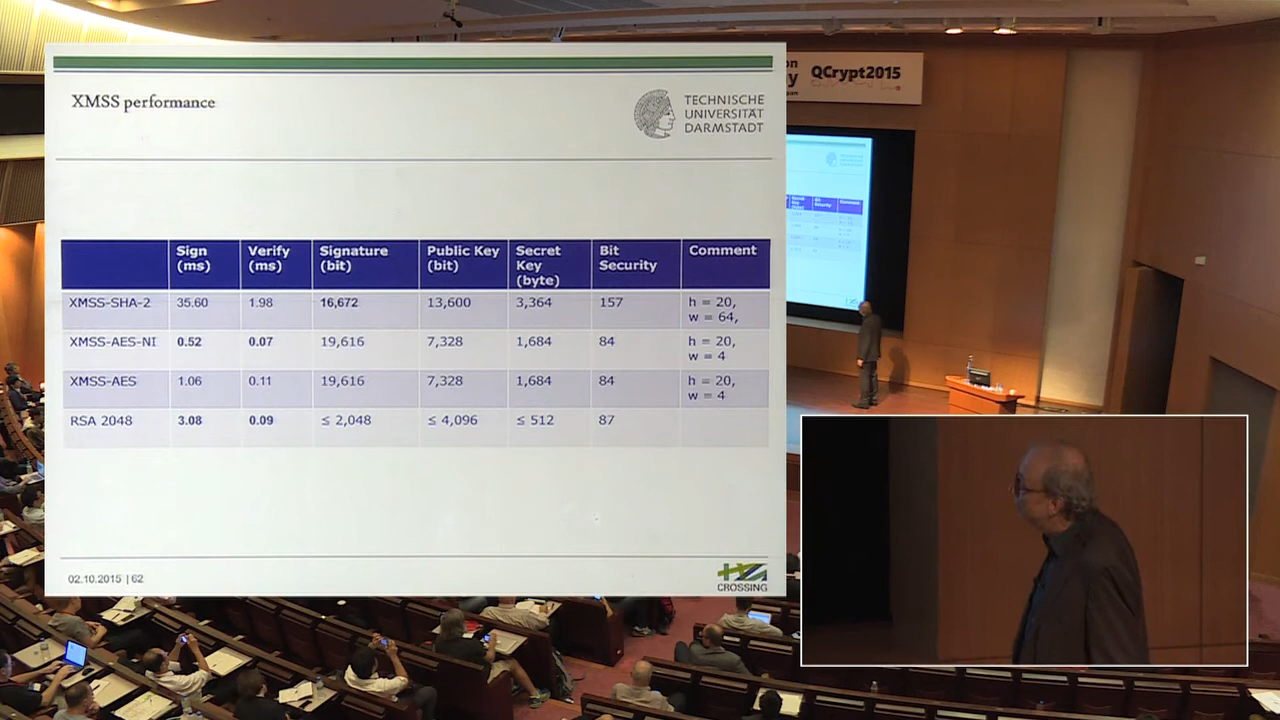 XMSS performance
TECHNISCHE
UNIVERSITÄT
DARMSTADT
on
QCrypt2015
Sign (ms) Verify (ms) Signature (bit) Public Key (bit) Secret Key (byte) Bit Security Comment
XMSS-SHA-2 35.60 1.98 16,672 13,600 3,364 157 h = 20, w = 64,
XMSS-AES-NI 0.52 0.07 19,616 7,328 1,684 84 h = 20, w = 4
XMSS-AES 1.06 0.11 19,616 7,328 1,684 84 h = 20, w = 4
RSA 2048 3.08 0.09 ≤ 2,048 ≤ 4,096 ≤ 512 87
02.10.2015 | 62
CROSSING